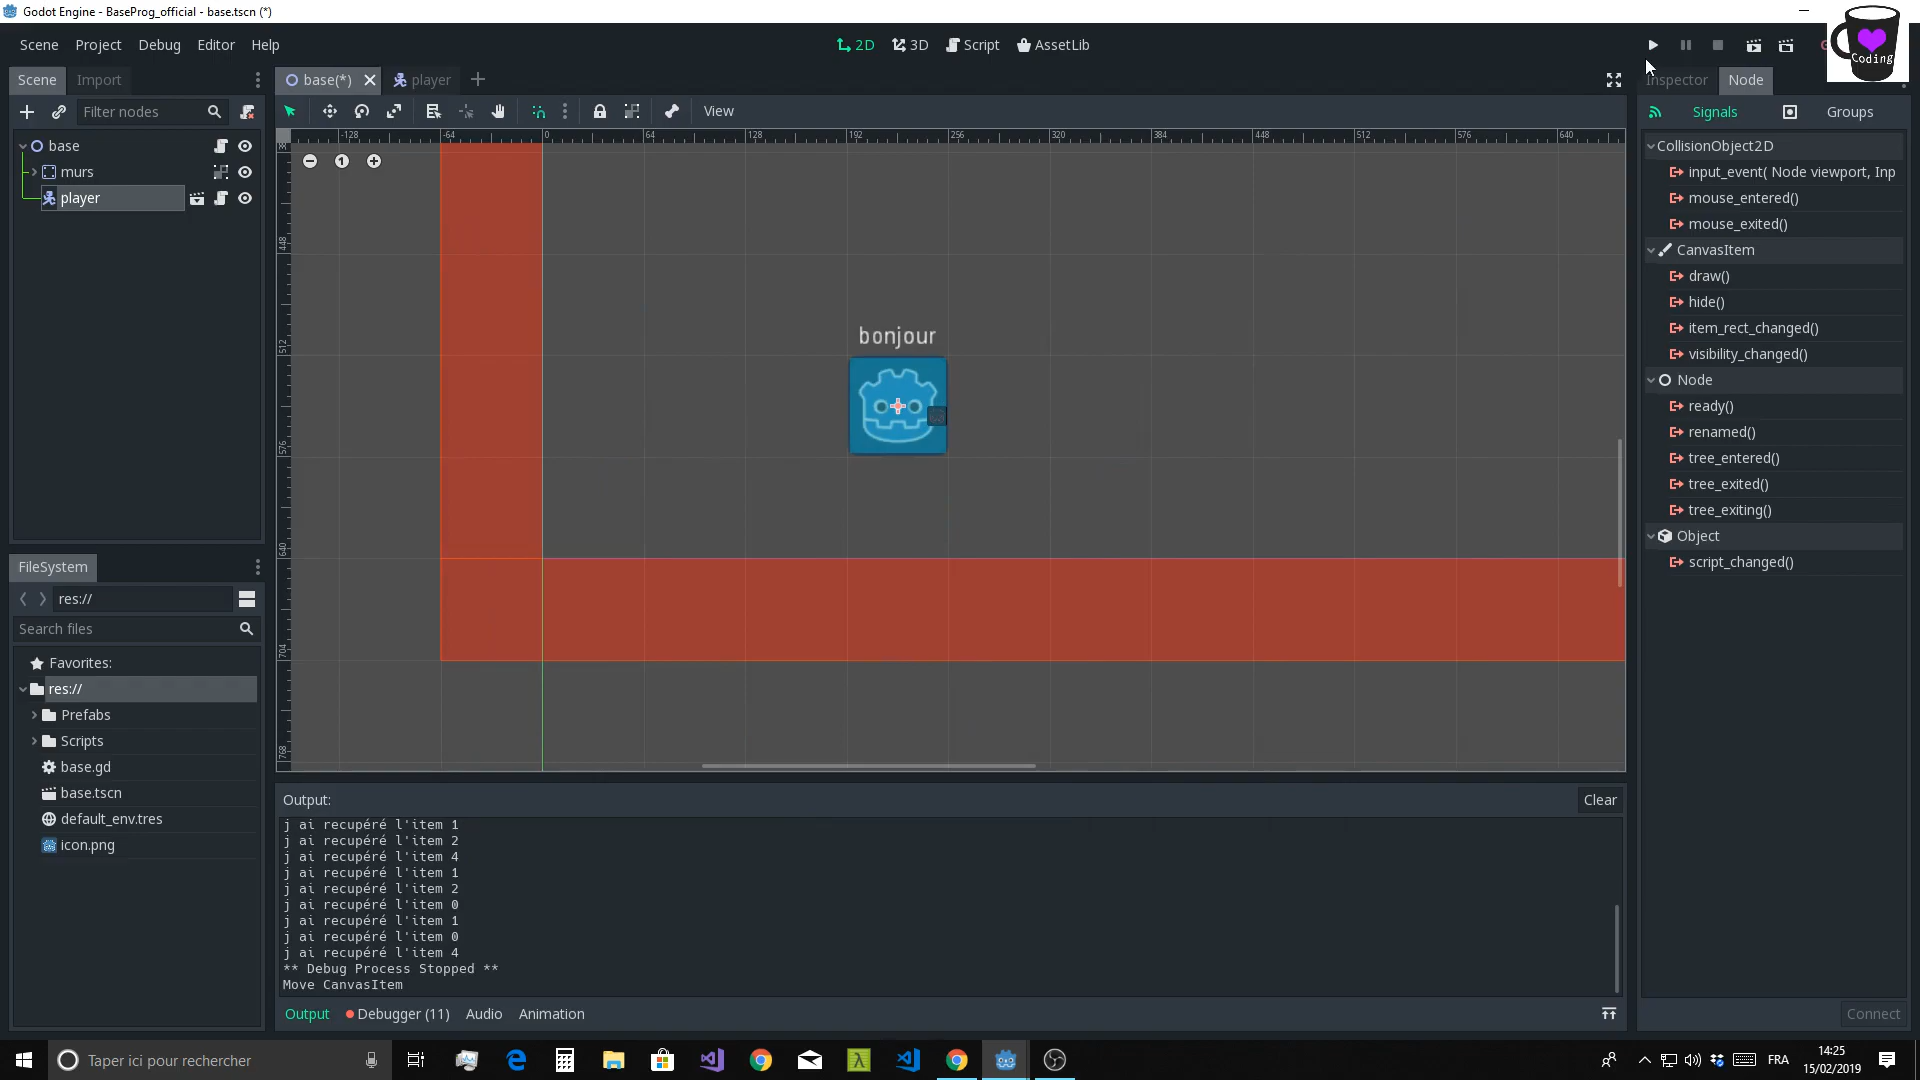 Godot Engine - BaseProg_official - base.tscn (*)
Scene Project Debug Editor Help
2D 3D Script AssetLib
Coding
Scene Import
base(*) player
Inspector Node
Filter nodes
View
Signals Groups
-128 -64 0 64 128 192 256 320 384 448 512 576 640
base
murs
player
1
448
512
576
640
704
768
bonjour
CollisionObject2D
input_event( Node viewport, Inp
mouse_entered()
mouse_exited()
CanvasItem
draw()
hide()
item_rect_changed()
visibility_changed()
Node
ready()
renamed()
tree_entered()
tree_exited()
tree_exiting()
Object
script_changed()
FileSystem
res://
Search files
Favorites:
res://
Prefabs
Scripts
base.gd
base.tscn
default_env.tres
icon.png
Output:
Clear
j ai recupéré l'item 1
j ai recupéré l'item 2
j ai recupéré l'item 4
j ai recupéré l'item 1
j ai recupéré l'item 2
j ai recupéré l'item 0
j ai recupéré l'item 1
j ai recupéré l'item 0
j ai recupéré l'item 4
** Debug Process Stopped **
Move CanvasItem
Output Debugger (11) Audio Animation
Connect
Taper ici pour rechercher
FRA
14:25
15/02/2019